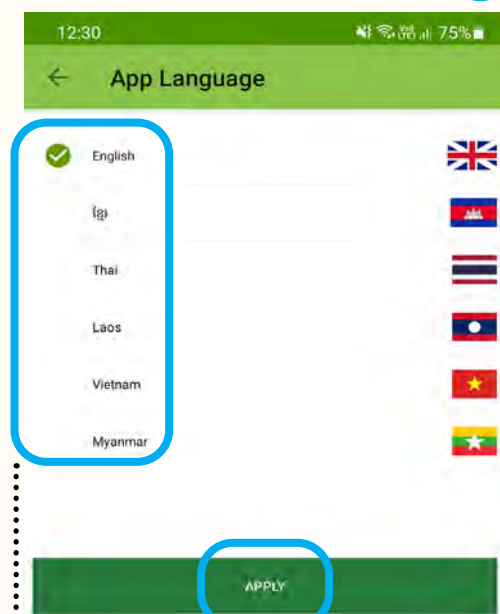 12:30 75%
App Language
English
ខ្មែរ
Thai
Laos
Vietnam
Myanmar
APPLY